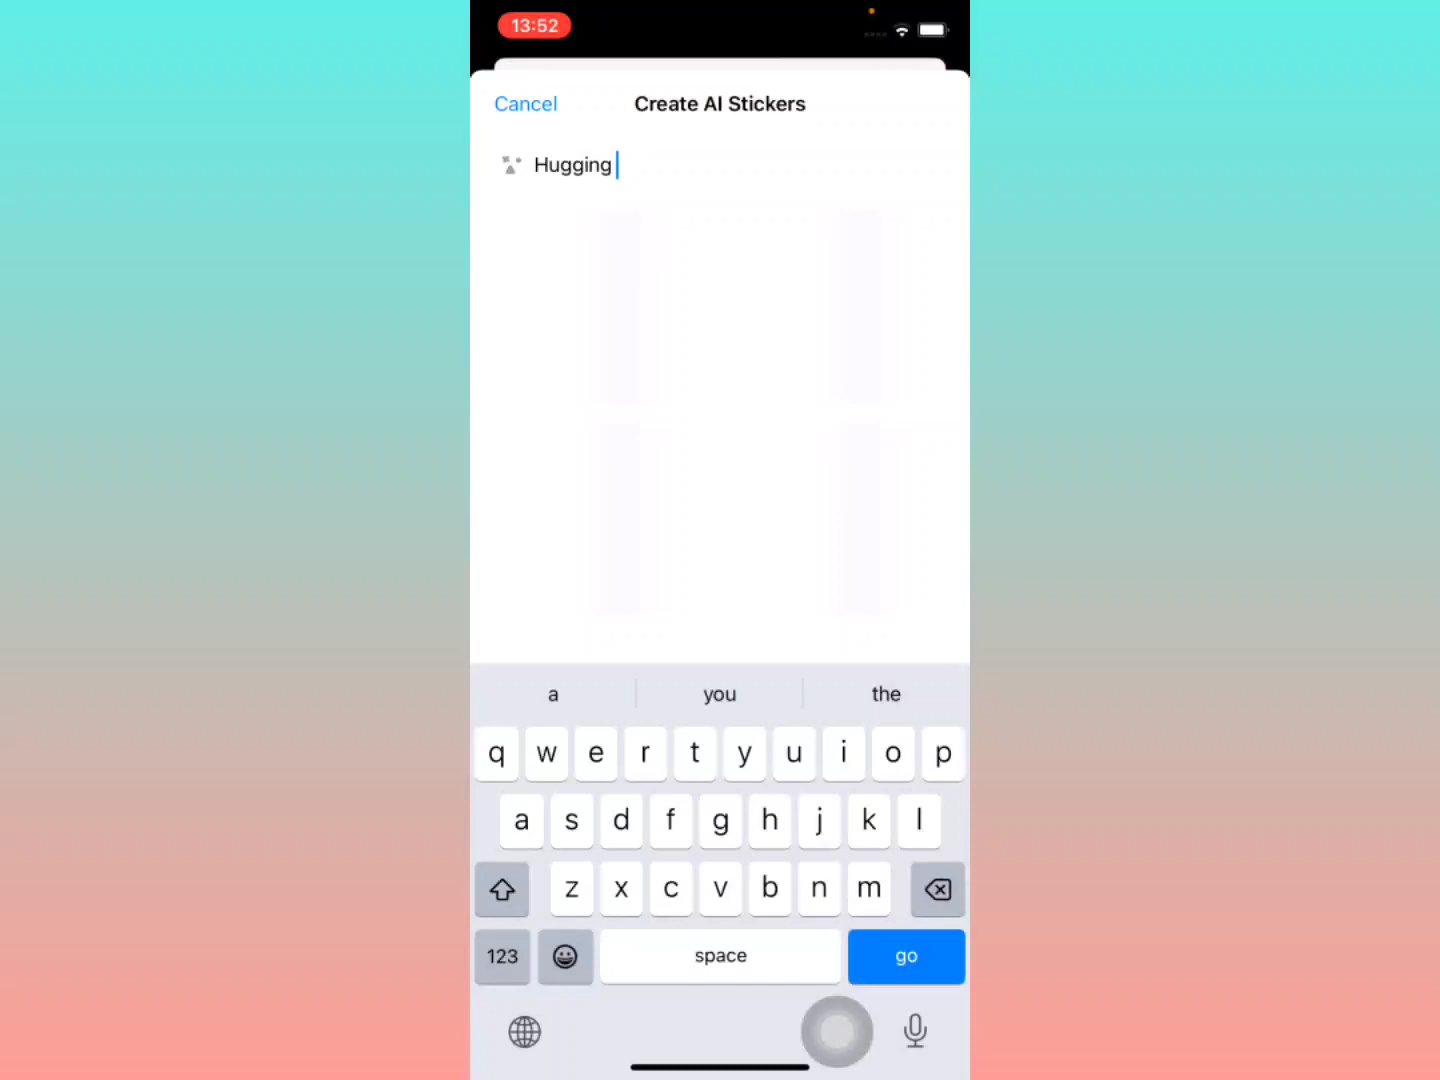 13:52
Cancel
Create AI Stickers
Hugging
a you the
q w e r t y u i o p
a s d f g h j k l
z x c v b n m
123 space go